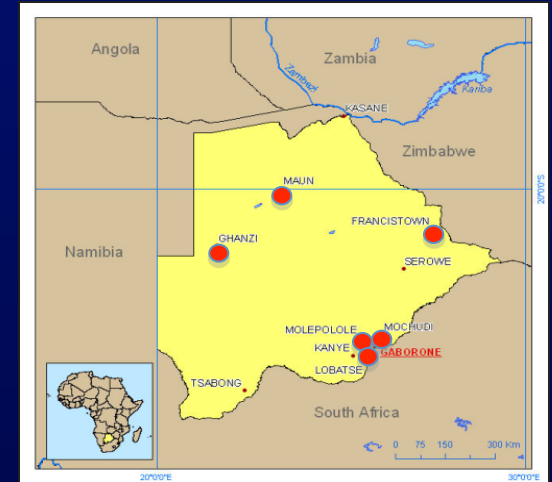 Angola
Zambia
Zambezi
Kariba
KASANE
Zimbabwe
MAUN
20°0'0"S
FRANCISTOWN
GHANZI
Namibia
SEROWE
MOLEPOLOLE
MOCHUDI
KANYE
GABORONE
LOBATSE
TSABONG
South Africa
0 75 150 300 Km
20°0'0"E
30°0'0"E